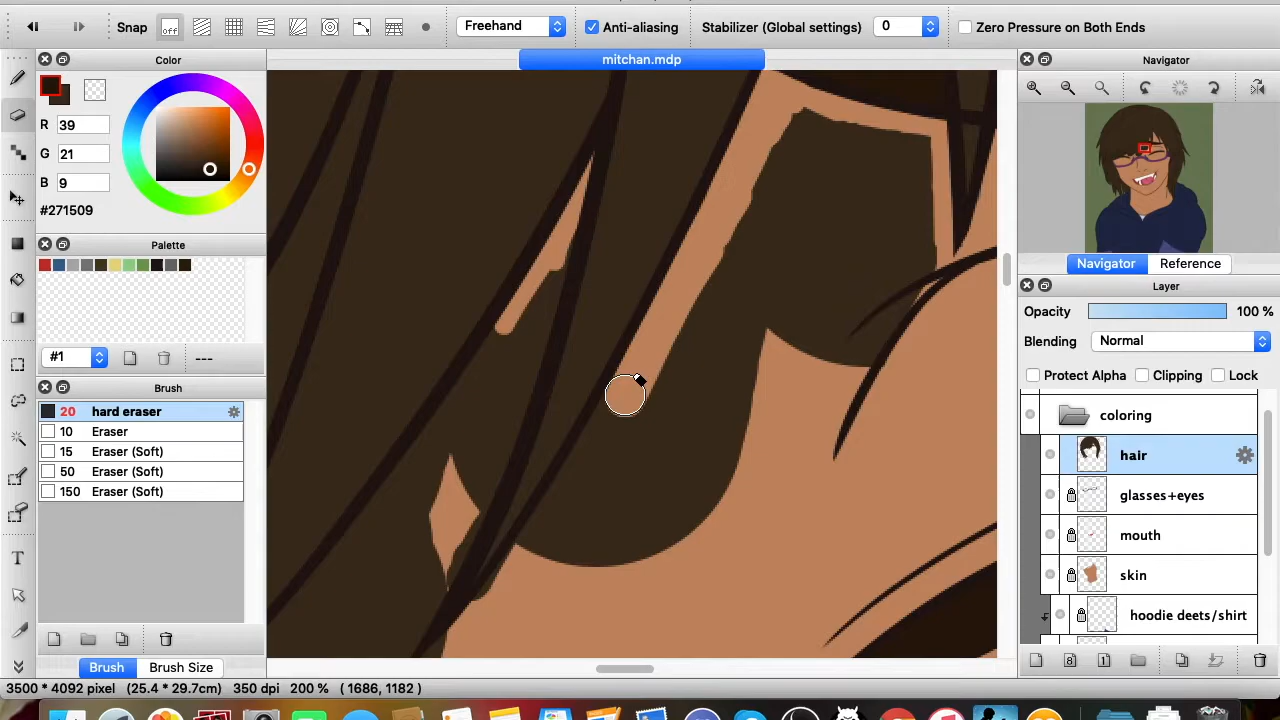 Snap
off
Freehand
Anti-aliasing
Stabilizer (Global settings)
0
Zero Pressure on Both Ends
Color
mitchan.mdp
Navigator
R 39
G 21
B 9
#271509
Palette
Navigator
Reference
Layer
Opacity 100 %
Blending Normal
Protect Alpha
Clipping
Lock
#1
---
Brush
20 hard eraser
10 Eraser
15 Eraser (Soft)
50 Eraser (Soft)
150 Eraser (Soft)
coloring
hair
glasses+eyes
mouth
skin
hoodie deets/shirt
T
8
1
Brush
Brush Size
3500 * 4092 pixel (25.4 * 29.7cm) 350 dpi 200 % ( 1686, 1182 )